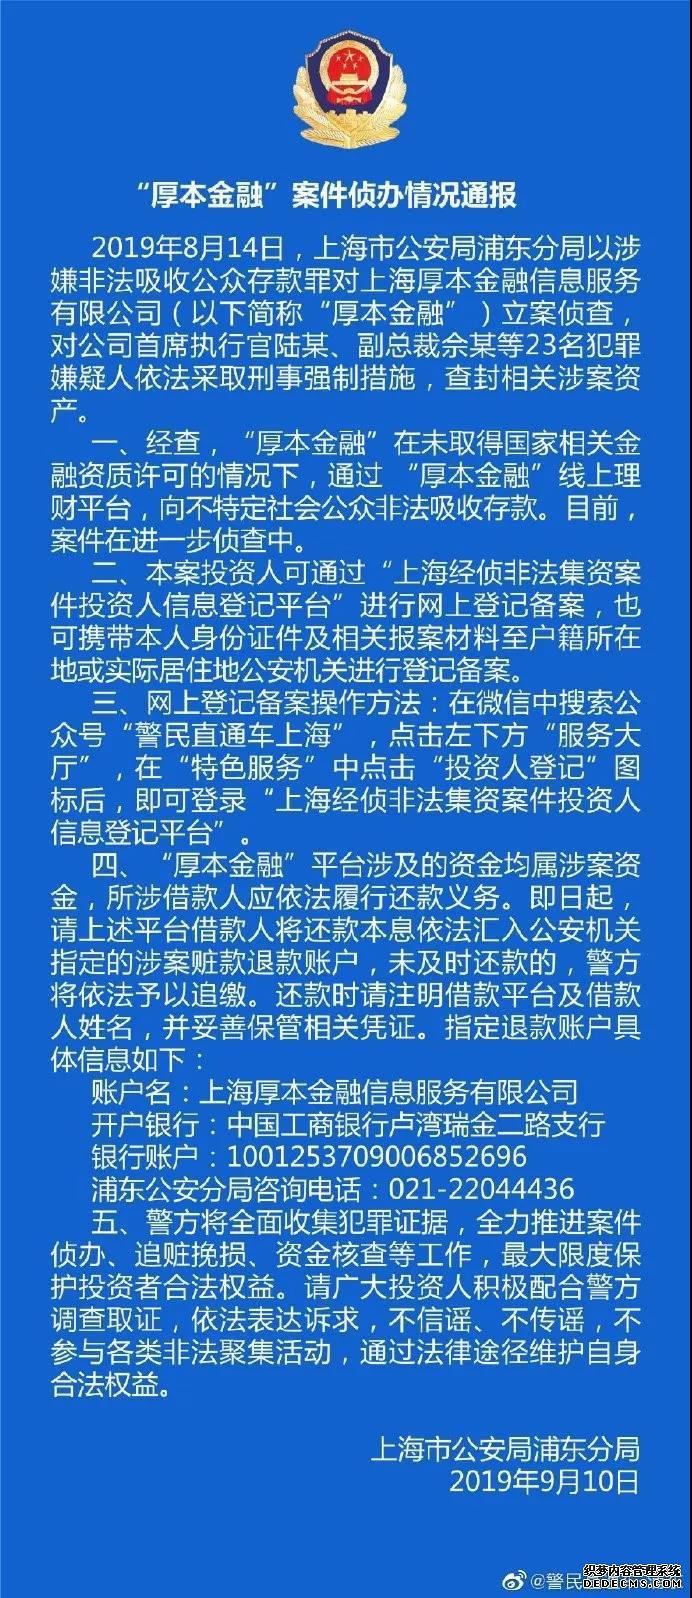 “厚本金融”案件侦办情况通报
2019年8月14日，上海市公安局浦东分局以涉
嫌非法吸收公众存款罪对上海厚本金融信息服务
有限公司（以下简称“厚本金融”）立案侦查，
对公司首席执行官陆某、副总裁佘某等23名犯罪
嫌疑人依法采取刑事强制措施，查封相关涉案资
产。
一、经查，“厚本金融”在未取得国家相关金
融资质许可的情况下，通过 “厚本金融”线上理
财平台，向不特定社会公众非法吸收存款。目前，
案件在进一步侦查中。
二、本案投资人可通过“上海经侦非法集资案
件投资人信息登记平台”进行网上登记备案，也
可携带本人身份证件及相关报案材料至户籍所在
地或实际居住地公安机关进行登记备案。
三、网上登记备案操作方法：在微信中搜索公
众号“警民直通车上海”，点击左下方“服务大
厅”，在“特色服务”中点击“投资人登记”图
标后，即可登录“上海经侦非法集资案件投资人
信息登记平台”。
四、“厚本金融”平台涉及的资金均属涉案资
金，所涉借款人应依法履行还款义务。即日起，
请上述平台借款人将还款本息依法汇入公安机关
指定的涉案赃款退款账户，未及时还款的，警方
将依法予以追缴。还款时请注明借款平台及借款
人姓名，并妥善保管相关凭证。指定退款账户具
体信息如下：
账户名：上海厚本金融信息服务有限公司
开户银行：中国工商银行卢湾瑞金二路支行
银行账户：1001253709006852696
浦东公安分局咨询电话：021-22044436
五、警方将全面收集犯罪证据，全力推进案件
侦办、追赃挽损、资金核查等工作，最大限度保
护投资者合法权益。请广大投资人积极配合警方
调查取证，依法表达诉求，不信谣、不传谣，不
参与各类非法聚集活动，通过法律途径维护自身
合法权益。
上海市公安局浦东分局
2019年9月10日
@警民
织梦内容管理系统
DEDECMS.COM